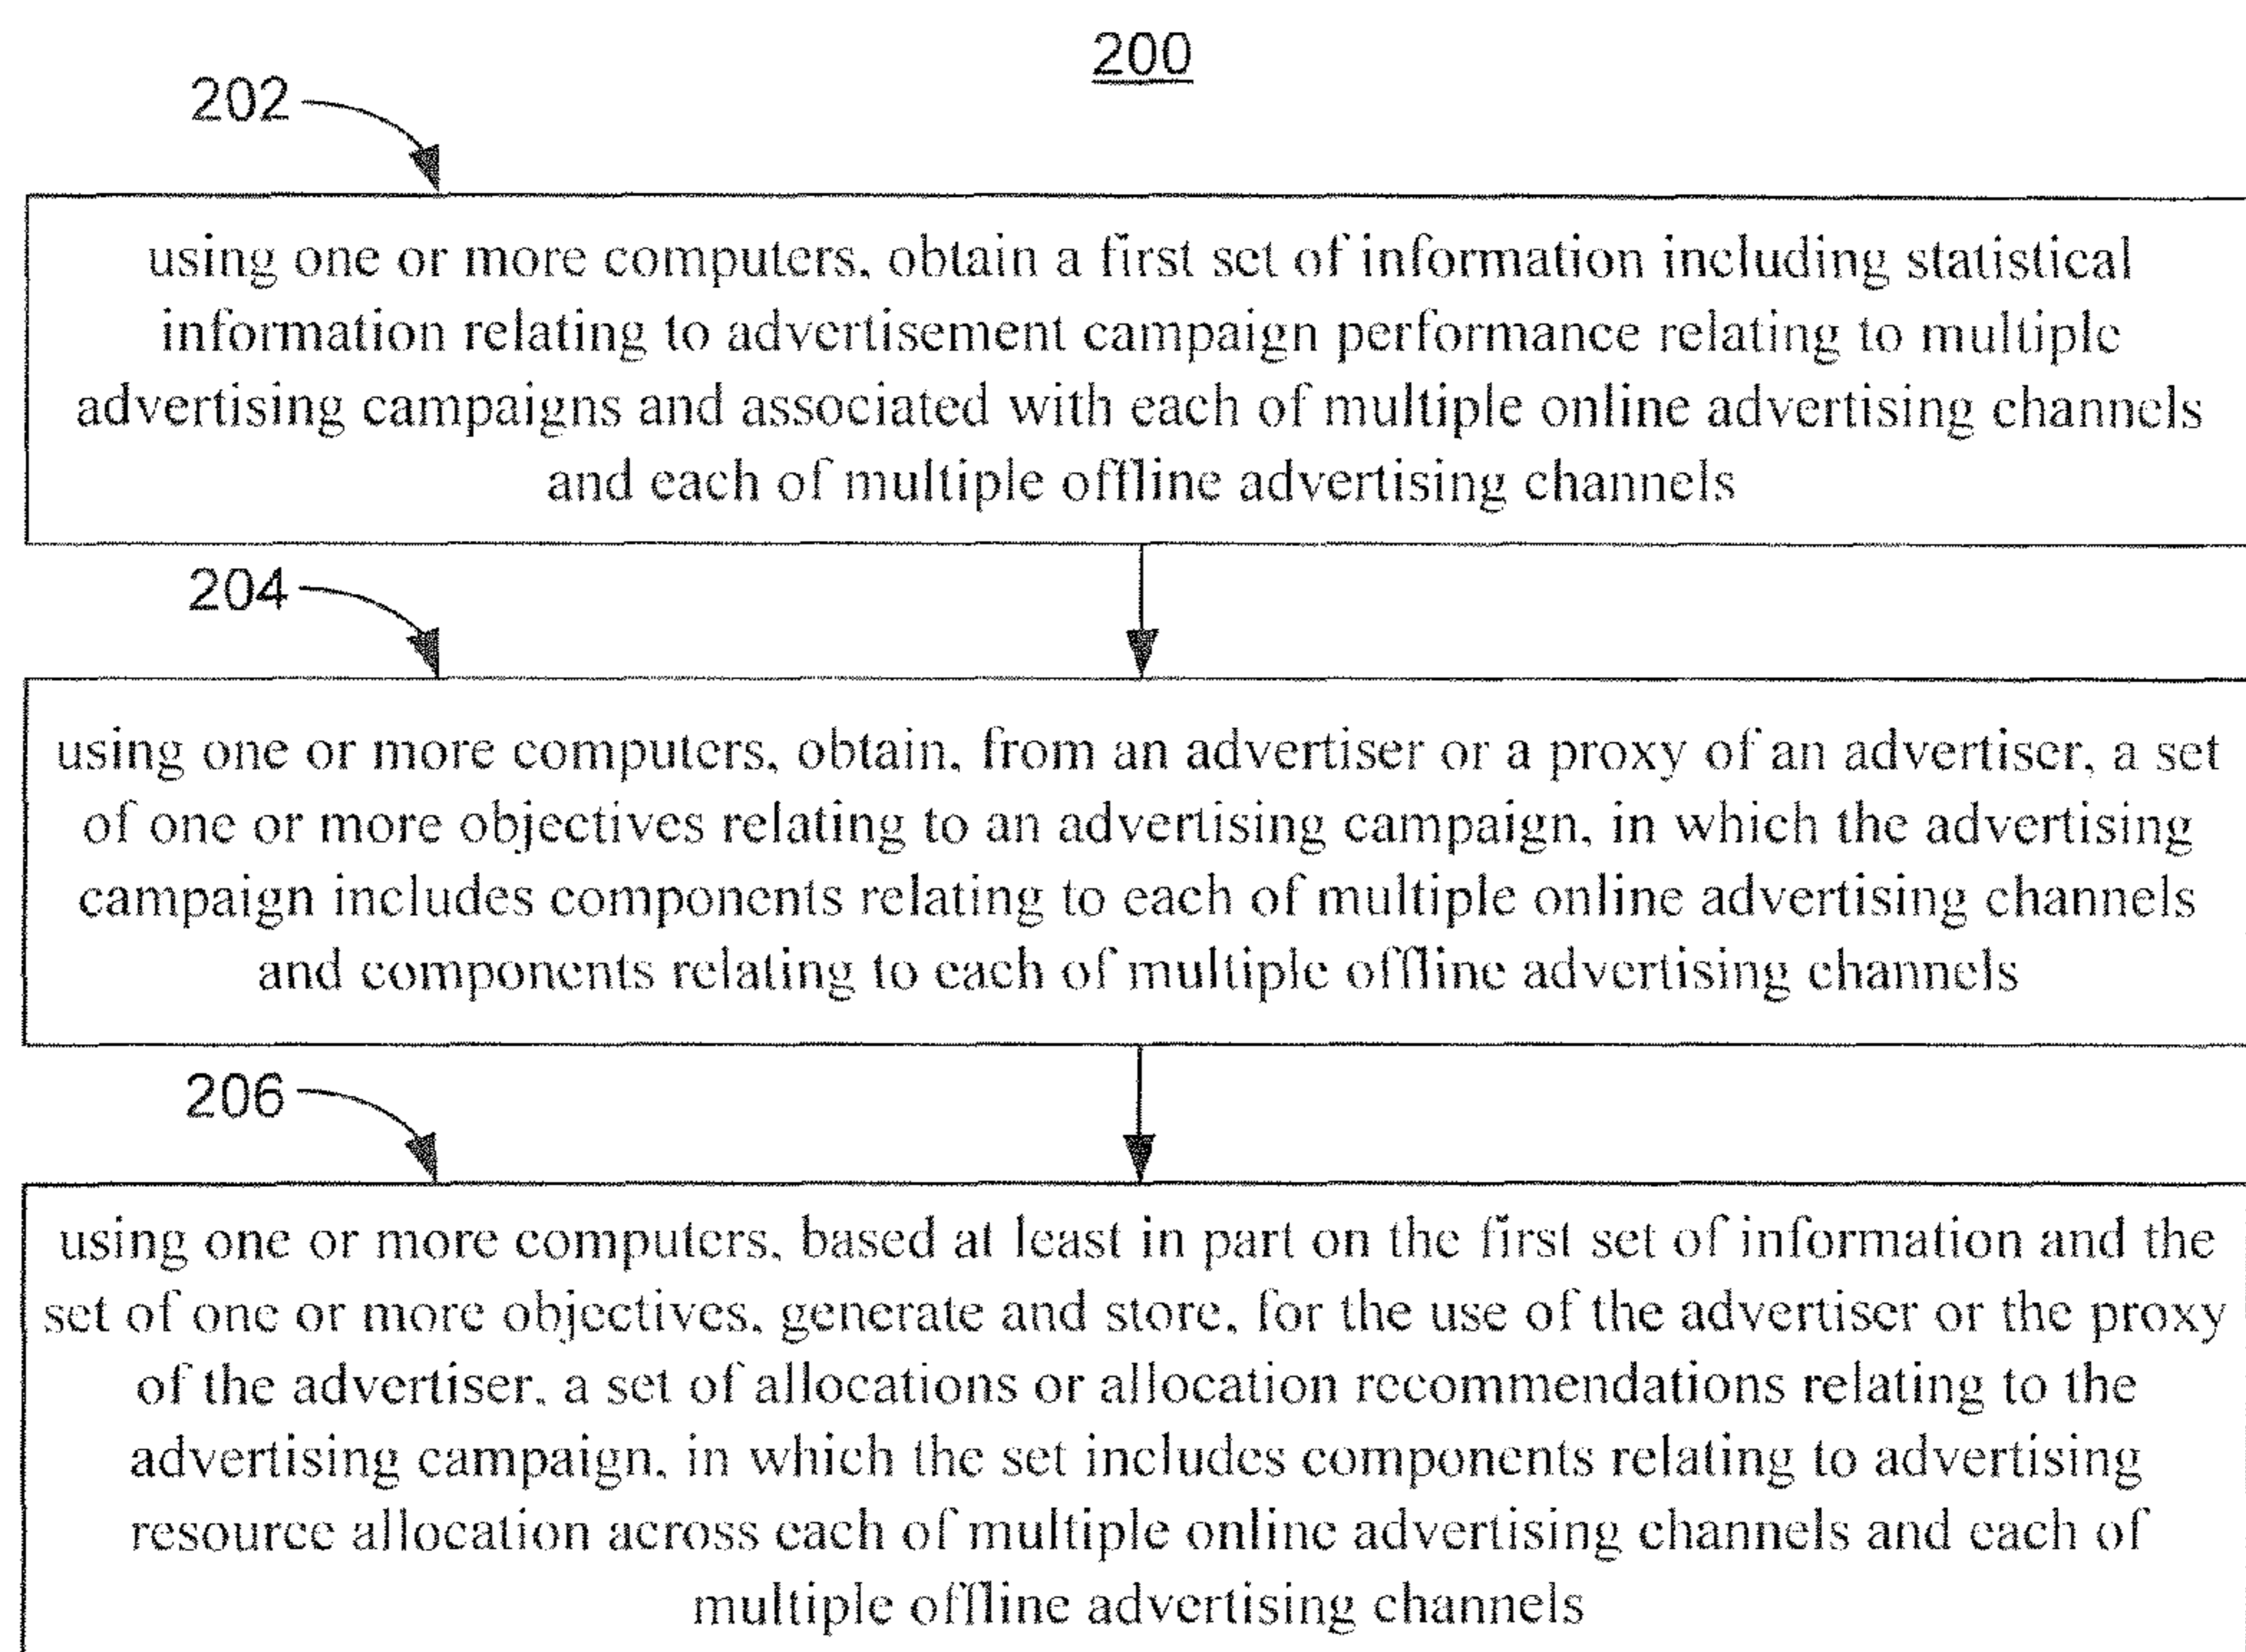 200
202
using one or more computers, obtain a first set of information including statistical
information relating to advertisement campaign performance relating to multiple
advertising campaigns and associated with each of multiple online advertising channels
and each of multiple offline advertising channels
204
using one or more computers, obtain, from an advertiser or a proxy of an advertiser, a set
of one or more objectives relating to an advertising campaign, in which the advertising
campaign includes components relating to each of multiple online advertising channels
and components relating to each of multiple offline advertising channels
206
using one or more computers, based at least in part on the first set of information and the
set of one or more objectives, generate and store, for the use of the advertiser or the proxy
of the advertiser, a set of allocations or allocation recommendations relating to the
advertising campaign, in which the set includes components relating to advertising
resource allocation across each of multiple online advertising channels and each of
multiple offline advertising channels